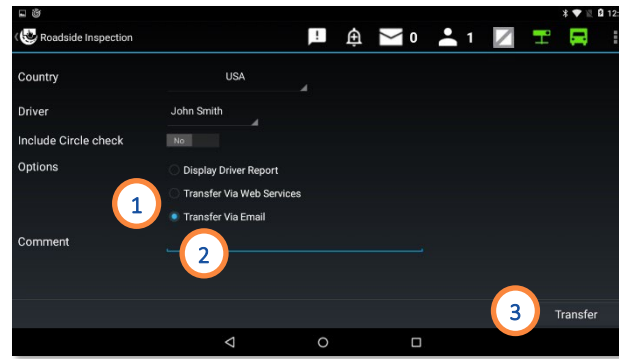 12:
Roadside Inspection
0
1
Country
USA
Driver
John Smith
Include Circle check
No
Options
Display Driver Report
Transfer Via Web Services
1
Transfer Via Email
Comment
2
3
Transfer